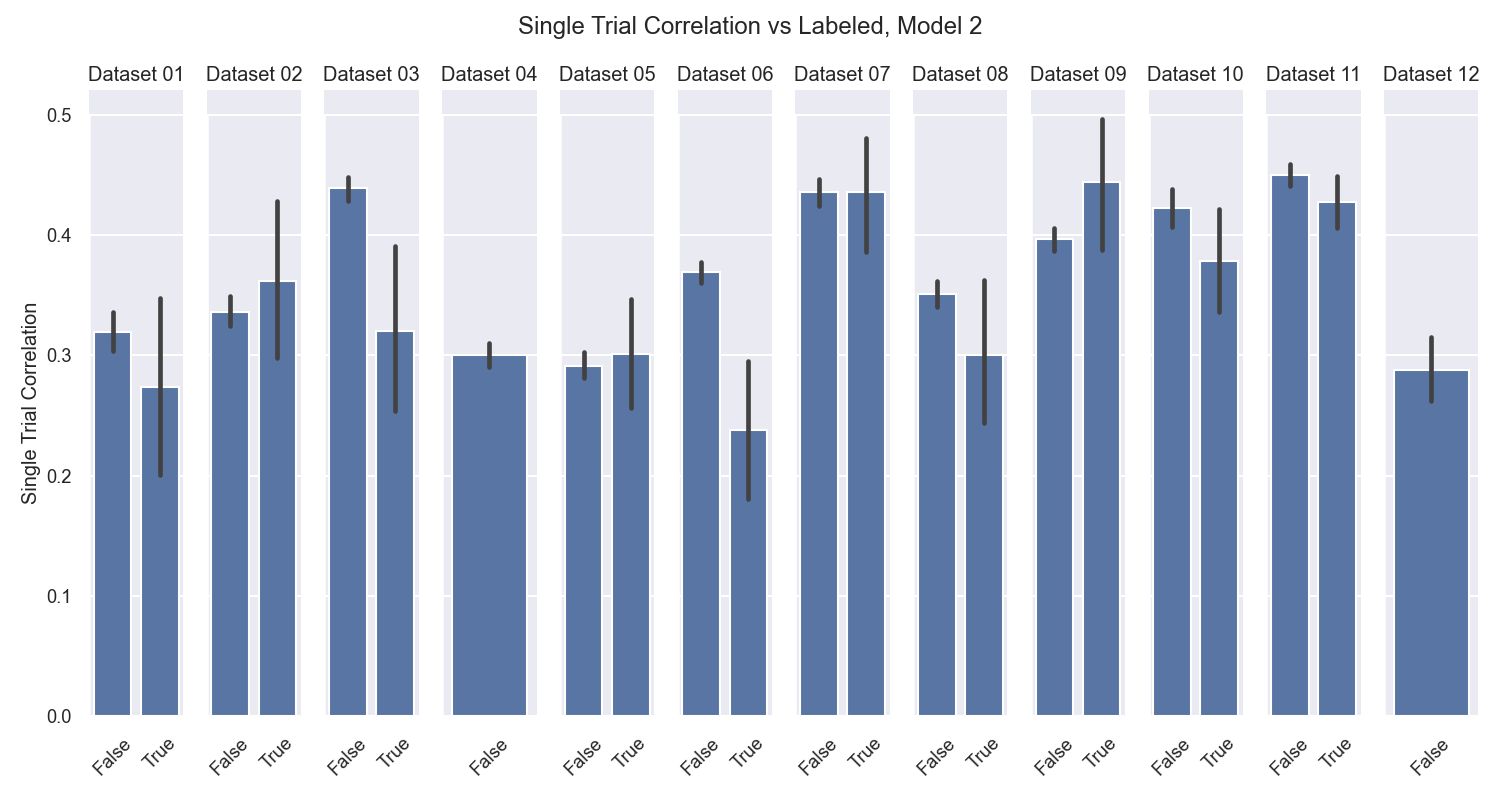 Single Trial Correlation vs Labeled, Model 2
Dataset 01
Dataset 02
Dataset 03
Dataset 04
Dataset 05
Dataset 06
Dataset 07
Dataset 08
Dataset 09
Dataset 10
Dataset 11
Dataset 12
Single Trial Correlation
0.5
0.4
0.3
0.2
0.1
0.0
False
True
False
True
False
True
False
False
True
False
True
False
True
False
True
False
True
False
True
False
True
False